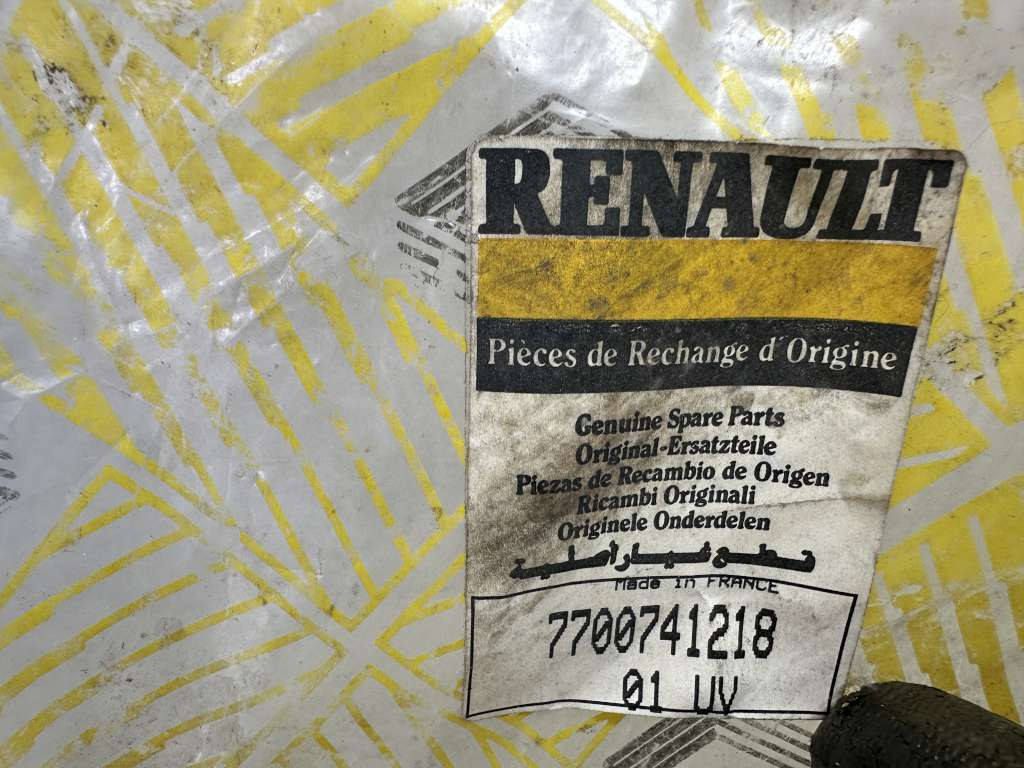 RENAULT
Pièces de Rechange d'Origine
Genuine Spare Parts
Original-Ersatzteile
Piezas de Recambio de Origen
Ricambi Originali
Originele Onderdelen
قطع غيار أصلية
Made in FRANCE
7700741218
01 UV